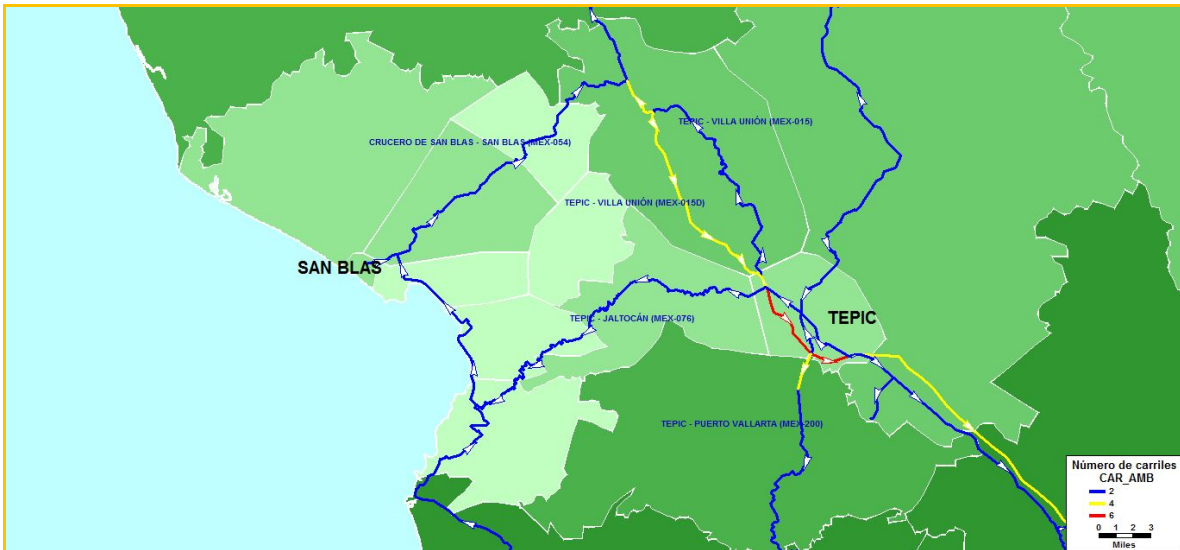 TEPIC - VILLA UNIÓN (MEX-015)
CRUCERO DE SAN BLAS - SAN BLAS (MEX-054)
TEPIC - VILLA UNIÓN (MEX-015D)
SAN BLAS
TEPIC - JALTOCÁN (MEX-076)
TEPIC
TEPIC - PUERTO VALLARTA (MEX-200)
Número de carriles
CAR_AMB
2
4
6
0 1 2 3
Miles